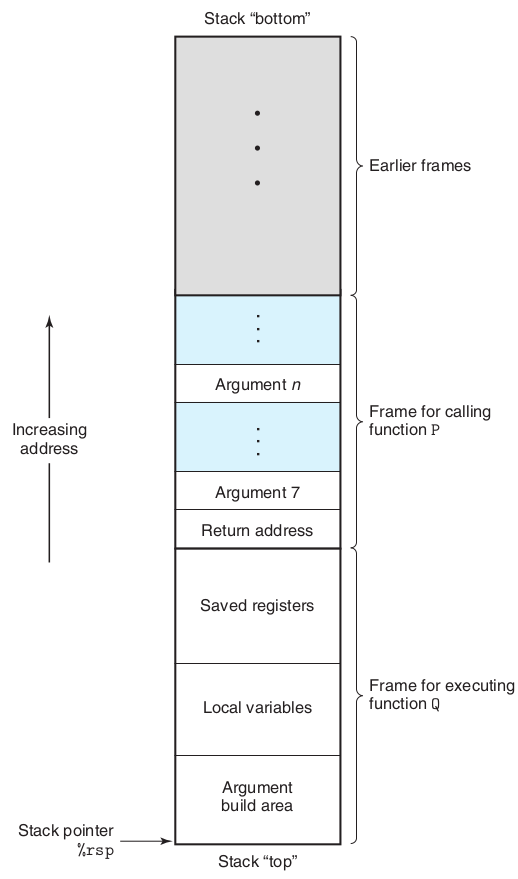 Stack “bottom”
Earlier frames
Argument n
Increasing
address
Frame for calling
function P
Argument 7
Return address
Saved registers
Local variables
Frame for executing
function Q
Argument
build area
Stack pointer
%rsp
Stack “top”